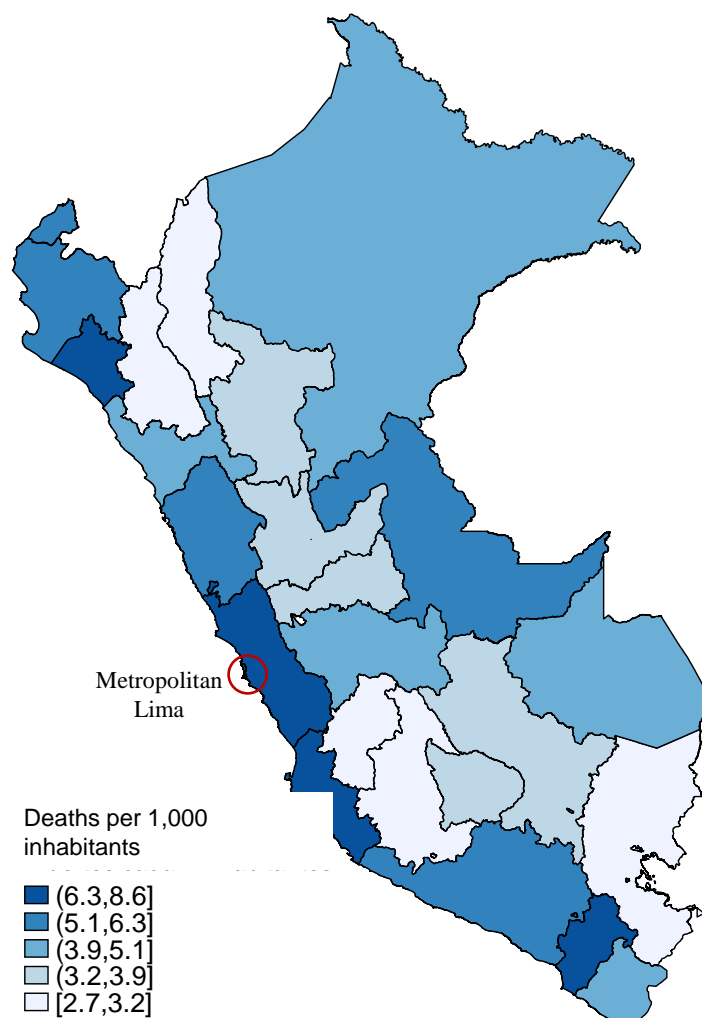 Metropolitan
Lima
Deaths per 1,000
inhabitants
(6.3,8.6]
(5.1,6.3]
(3.9,5.1]
(3.2,3.9]
[2.7,3.2]